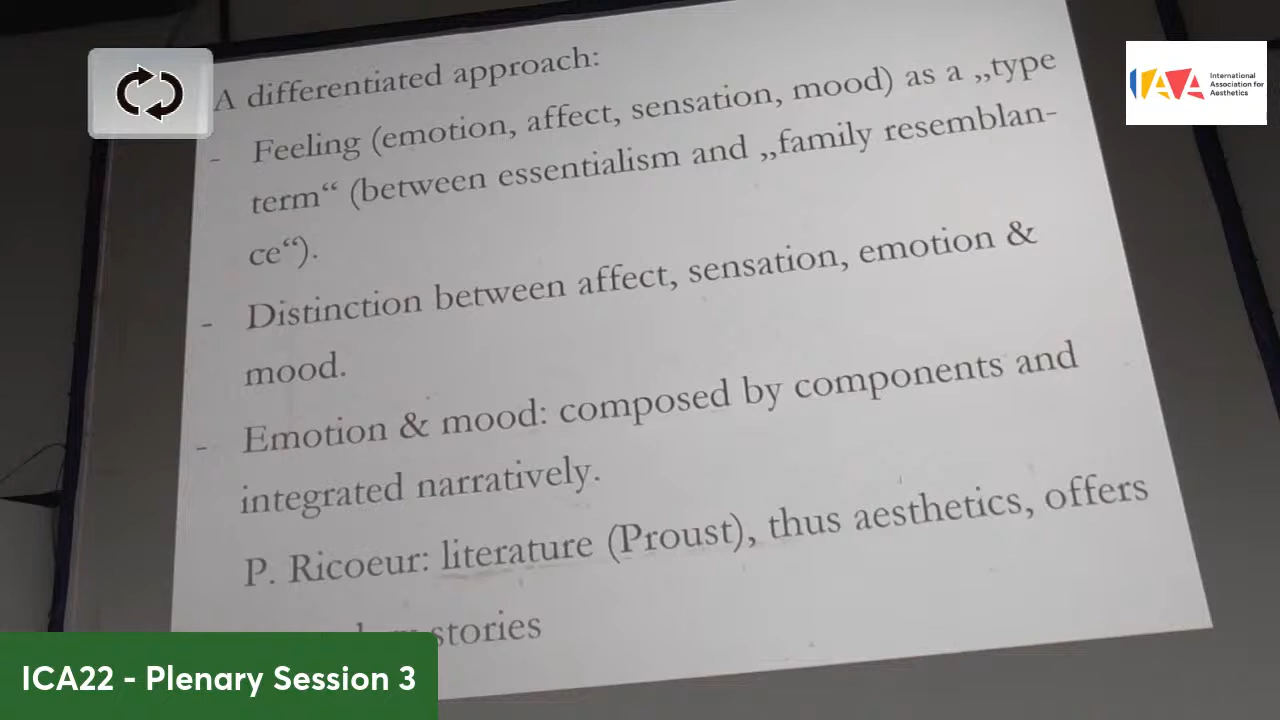 A differentiated approach:
- Feeling (emotion, affect, sensation, mood) as a „type
term“ (between essentialism and „family resemblan-
ce“).
- Distinction between affect, sensation, emotion &
mood.
- Emotion & mood: composed by components and
integrated narratively.
P. Ricoeur: literature (Proust), thus aesthetics, offers
stories
International
Association for
Aesthetics
ICA22 - Plenary Session 3